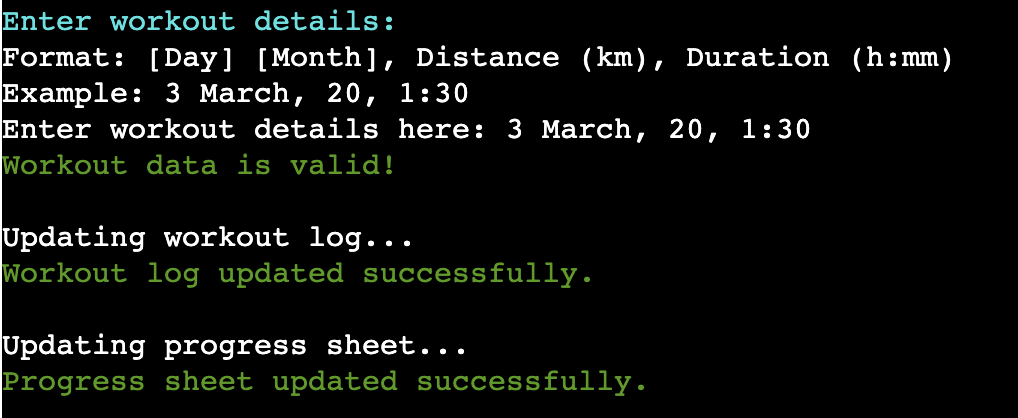 Enter workout details:
Format: [Day] [Month], Distance (km), Duration (h:mm)
Example: 3 March, 20, 1:30
Enter workout details here: 3 March, 20, 1:30
Workout data is valid!
Updating workout log...
Workout log updated successfully.
Updating progress sheet...
Progress sheet updated successfully.